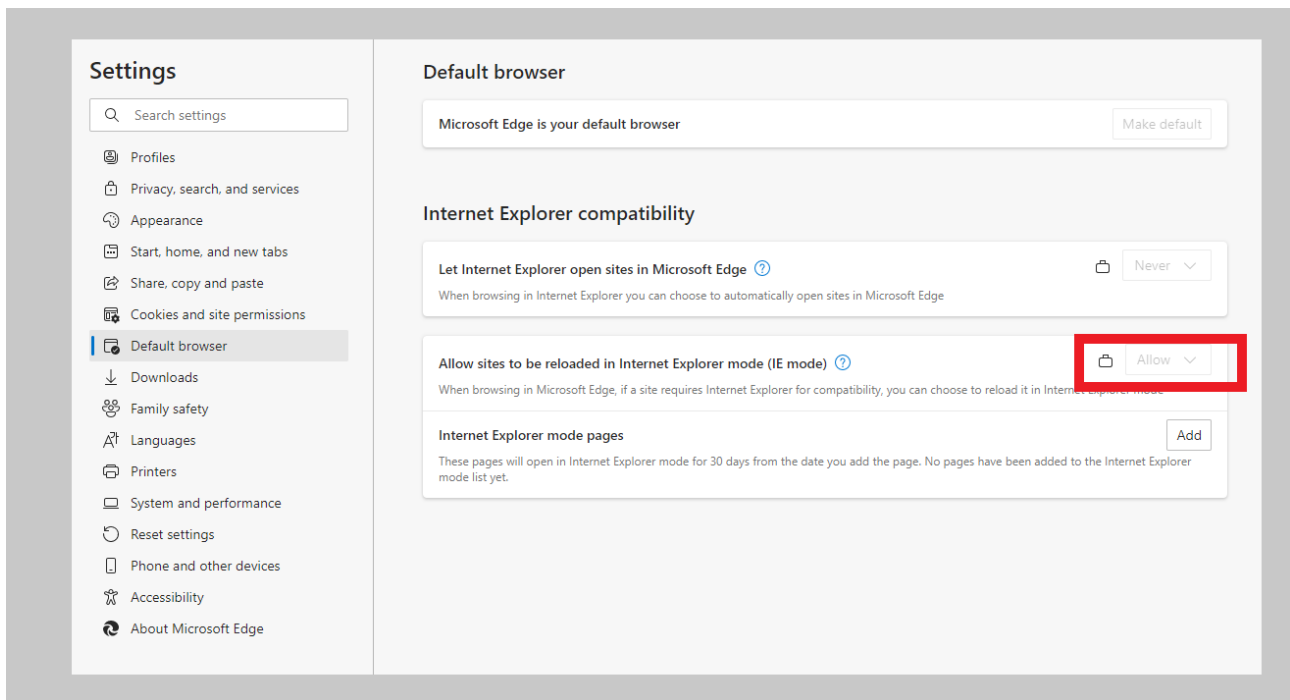 Settings
Search settings
Profiles
Privacy, search, and services
Appearance
Start, home, and new tabs
Share, copy and paste
Cookies and site permissions
Default browser
Downloads
Family safety
Languages
Printers
System and performance
Reset settings
Phone and other devices
Accessibility
About Microsoft Edge
Default browser
Microsoft Edge is your default browser
Make default
Internet Explorer compatibility
Let Internet Explorer open sites in Microsoft Edge
Never
When browsing in Internet Explorer you can choose to automatically open sites in Microsoft Edge
Allow sites to be reloaded in Internet Explorer mode (IE mode)
Allow
When browsing in Microsoft Edge, if a site requires Internet Explorer for compatibility, you can choose to reload it in Internet Explorer mode
Internet Explorer mode pages
Add
These pages will open in Internet Explorer mode for 30 days from the date you add the page. No pages have been added to the Internet Explorer
mode list yet.